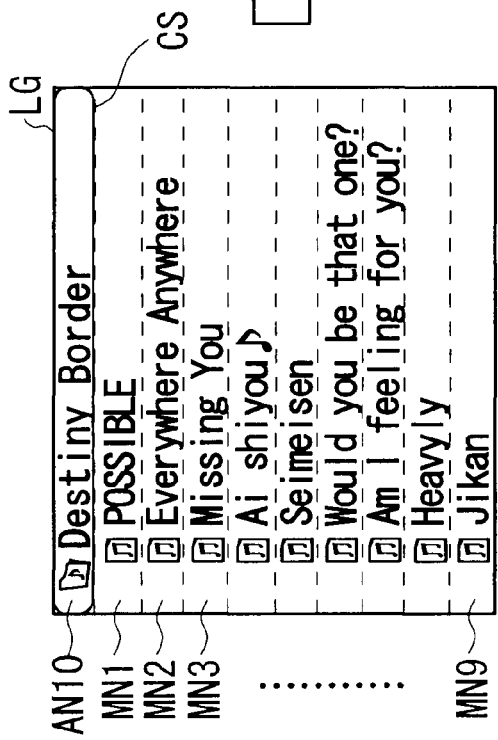 LG
CS
AN10 Destiny Border
MN1 POSSIBLE
MN2 Everywhere Anywhere
MN3 Missing You
Ai shiyou♪
Seimeisen
Would you be that one?
Am I feeling for you?
Heavyly
MN9 Jikan